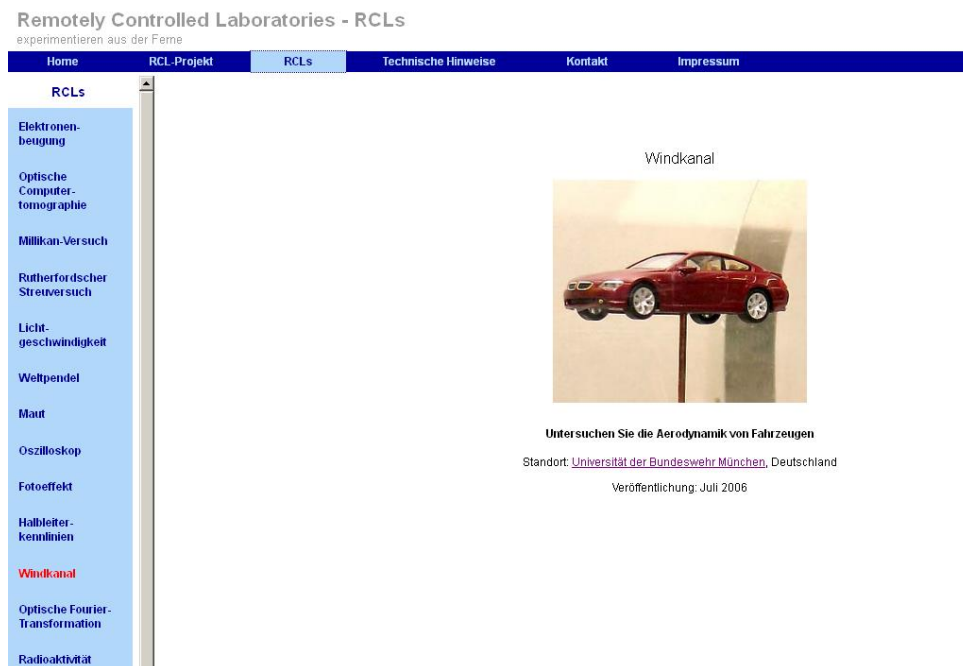 Remotely Controlled Laboratories - RCLs
experimentieren aus der Ferne
Home RCL-Projekt RCLs Technische Hinweise Kontakt Impressum
RCLs
Elektronen-
beugung
Optische
Computer-
tomographie
Millikan-Versuch
Rutherfordscher
Streuversuch
Licht-
geschwindigkeit
Weltpendel
Maut
Oszilloskop
Fotoeffekt
Halbleiter-
kennlinien
Windkanal
Optische Fourier-
Transformation
Radioaktivität
Windkanal
Untersuchen Sie die Aerodynamik von Fahrzeugen
Standort: Universität der Bundeswehr München, Deutschland
Veröffentlichung: Juli 2006